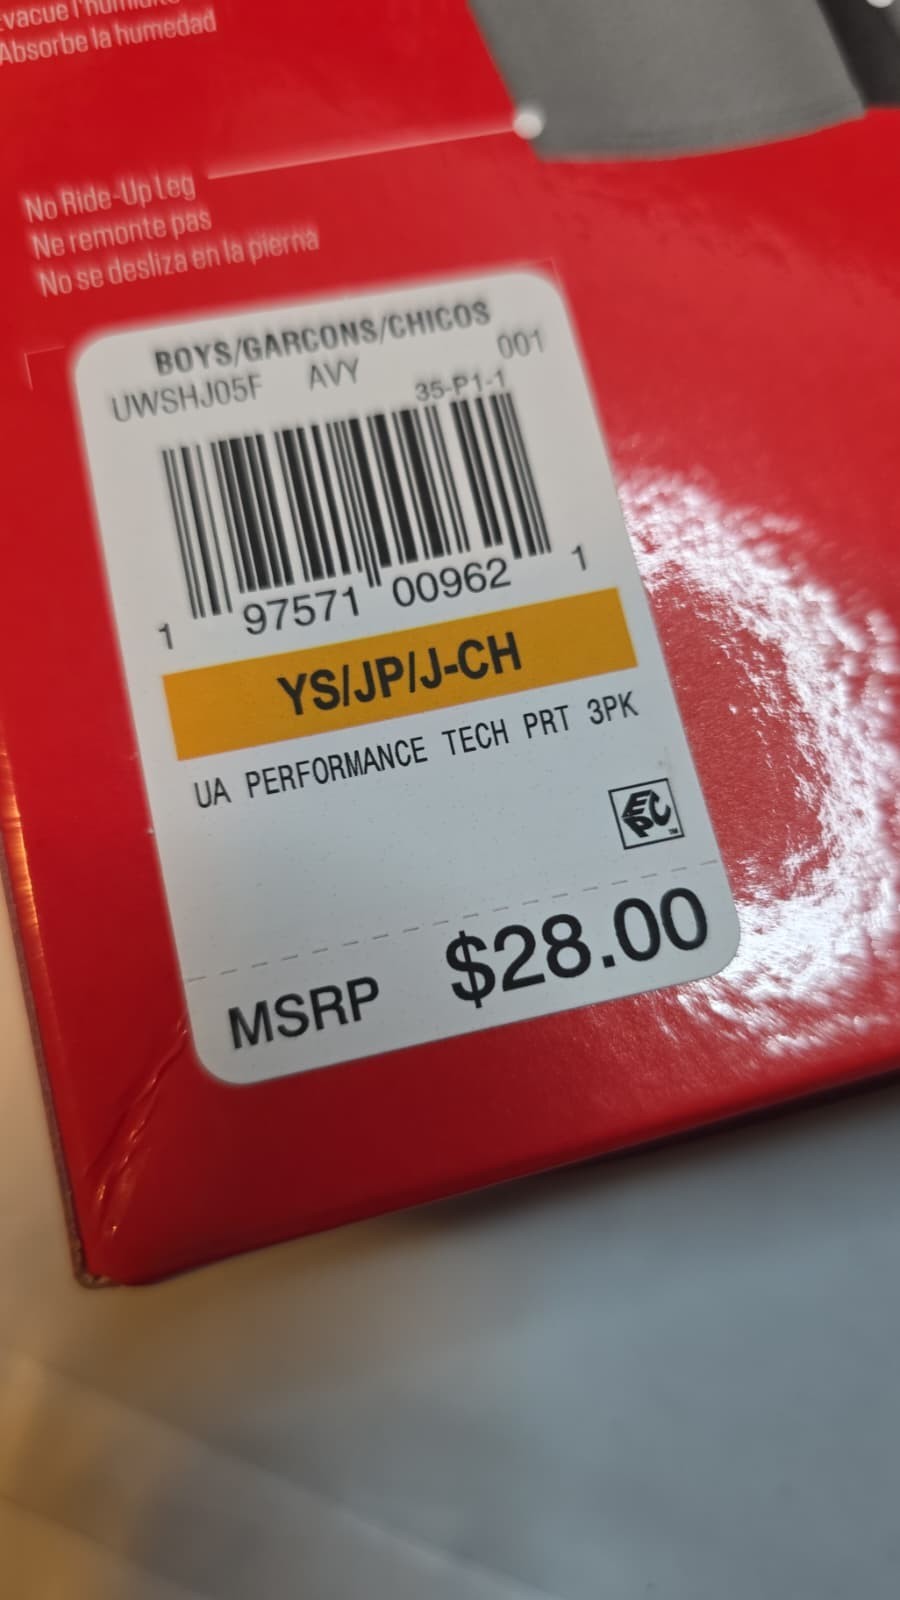 Absorbe la humedad
No Ride-Up Leg
Ne remonte pas
No se desliza en la pierna
BOYS/GARCONS/CHICOS
UWSHJ05F AVY 001
35-P1-1
1 97571 00962 1
YS/JP/J-CH
UA PERFORMANCE TECH PRT 3PK
EPC TM
MSRP $28.00